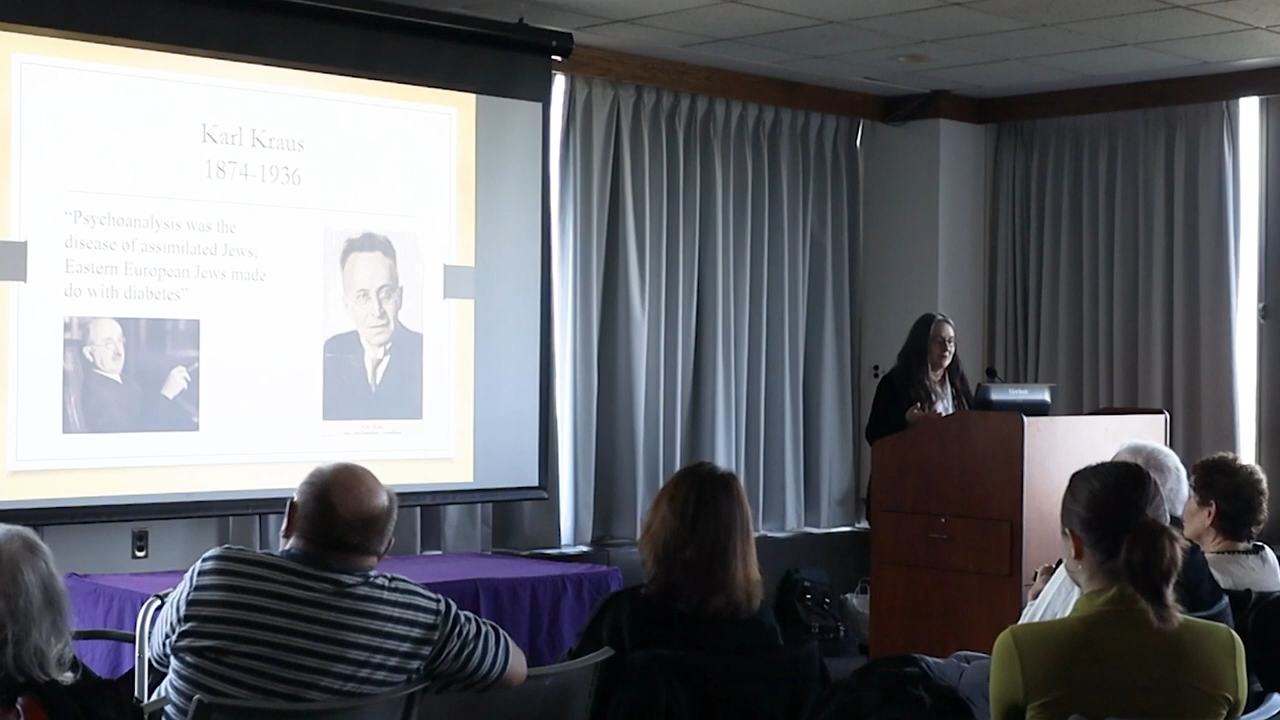 Karl Kraus
1874-1936
“Psychoanalysis was the
disease of assimilated Jews,
Eastern European Jews made
do with diabetes”